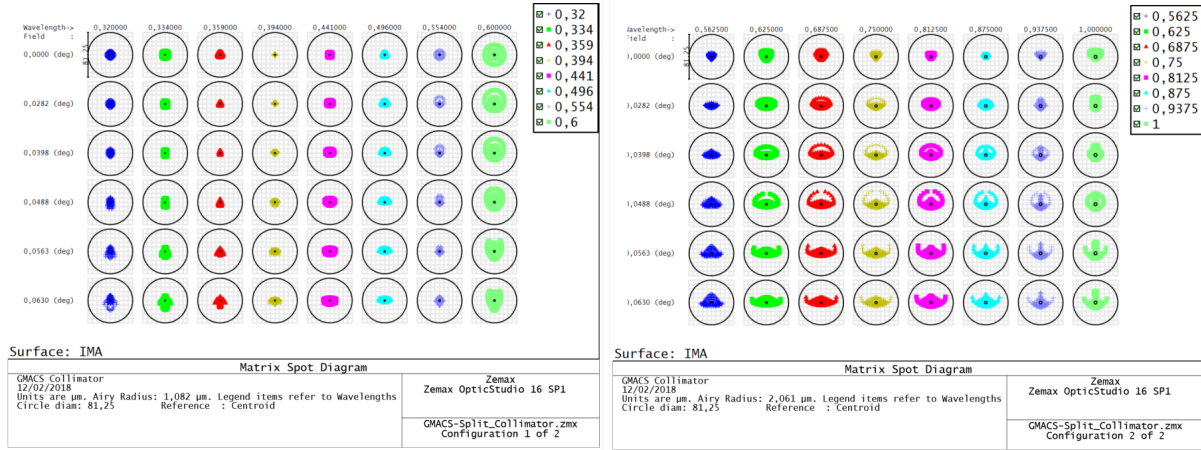 Wavelength-> 0,320000 0,334000 0,359000 0,394000 0,441000 0,496000 0,554000 0,600000
Field :
81,25
0,0000 (deg)
0,0282 (deg)
0,0398 (deg)
0,0488 (deg)
0,0563 (deg)
0,0630 (deg)
0,32
0,334
0,359
0,394
0,441
0,496
0,554
0,6
Surface: IMA
Matrix Spot Diagram
GMACS Collimator
12/02/2018
Units are µm. Airy Radius: 1,082 µm. Legend items refer to Wavelengths
Circle diam: 81,25 Reference : Centroid
Zemax
Zemax OpticStudio 16 SP1
GMACS-Split_Collimator.zmx
Configuration 1 of 2
avelength-> 0,562500 0,625000 0,687500 0,750000 0,812500 0,875000 0,937500 1,000000
ield :
81,25
,0000 (deg)
,0282 (deg)
,0398 (deg)
,0488 (deg)
,0563 (deg)
,0630 (deg)
0,5625
0,625
0,6875
0,75
0,8125
0,875
0,9375
1
Surface: IMA
Matrix Spot Diagram
GMACS Collimator
12/02/2018
Units are µm. Airy Radius: 2,061 µm. Legend items refer to Wavelengths
Circle diam: 81,25 Reference : Centroid
Zemax
Zemax OpticStudio 16 SP1
GMACS-Split_Collimator.zmx
Configuration 2 of 2